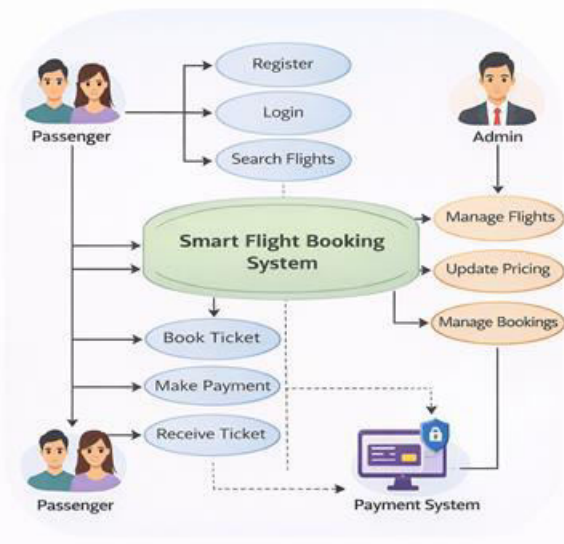 Register
Passenger
Login
Admin
Search Flights
Smart Flight Booking
System
Manage Flights
Update Pricing
Manage Bookings
Book Ticket
Make Payment
Receive Ticket
Passenger
Payment System